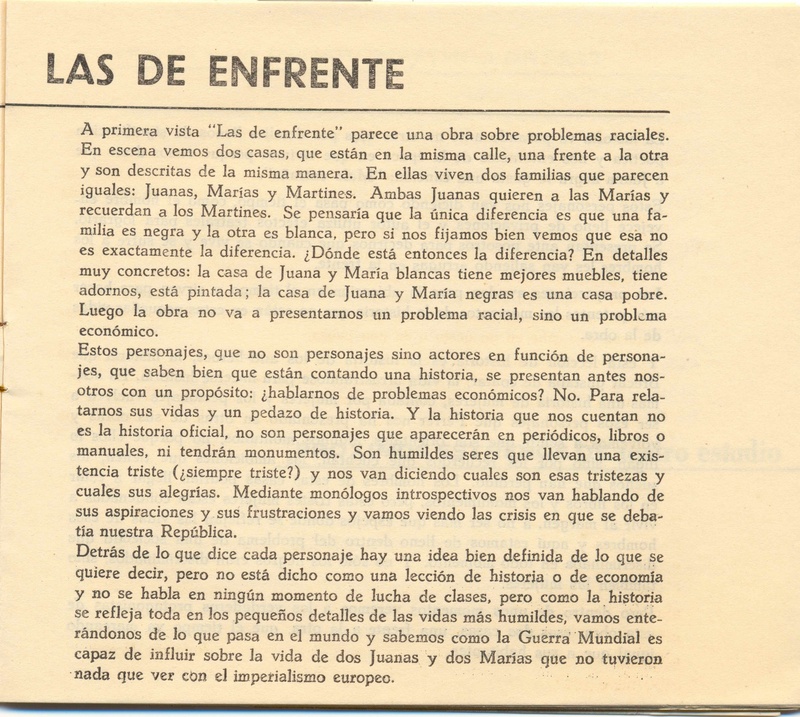 LAS DE ENFRENTE
A primera vista "Las de enfrente" parece una obra sobre problemas raciales.
En escena vemos dos casas, que están en la misma calle, una frente a la otra
y son descritas de la misma manera. En ellas viven dos familias que parecen
iguales: Juanas, Marías y Martines. Ambas Juanas quieren a las Marías y
recuerdan a los Martines. Se pensaría que la única diferencia es que una fa-
milia es negra y la otra es blanca, pero si nos fijamos bien vemos que esa no
es exactamente la diferencia. ¿Dónde está entonces la diferencia? En detalles
muy concretos: la casa de Juana y María blancas tiene mejores muebles, tiene
adornos, está pintada; la casa de Juana y María negras es una casa pobre.
Luego la obra no va a presentarnos un problema racial, sino un problema
económico.
Estos personajes, que no son personajes sino actores en función de persona-
jes, que saben bien que están contando una historia, se presentan antes nos-
otros con un propósito: ¿hablarnos de problemas económicos? No. Para rela-
tarnos sus vidas y un pedazo de historia. Y la historia que nos cuentan no
es la historia oficial, no son personajes que aparecerán en periódicos, libros o
manuales, ni tendrán monumentos. Son humildes seres que llevan una exis-
tencia triste (¿siempre triste?) y nos van diciendo cuales son esas tristezas y
cuales sus alegrías. Mediante monólogos introspectivos nos van hablando de
sus aspiraciones y sus frustraciones y vamos viendo las crisis en que se deba-
tía nuestra República.
Detrás de lo que dice cada personaje hay una idea bien definida de lo que se
quiere decir, pero no está dicho como una lección de historia o de economía
y no se habla en ningún momento de lucha de clases, pero como la historia
se refleja toda en los pequeños detalles de las vidas más humildes, vamos ente-
rándonos de lo que pasa en el mundo y sabemos como la Guerra Mundial es
capaz de influir sobre la vida de dos Juanas y dos Marías que no tuvieron
nada que ver con el imperialismo europeo.